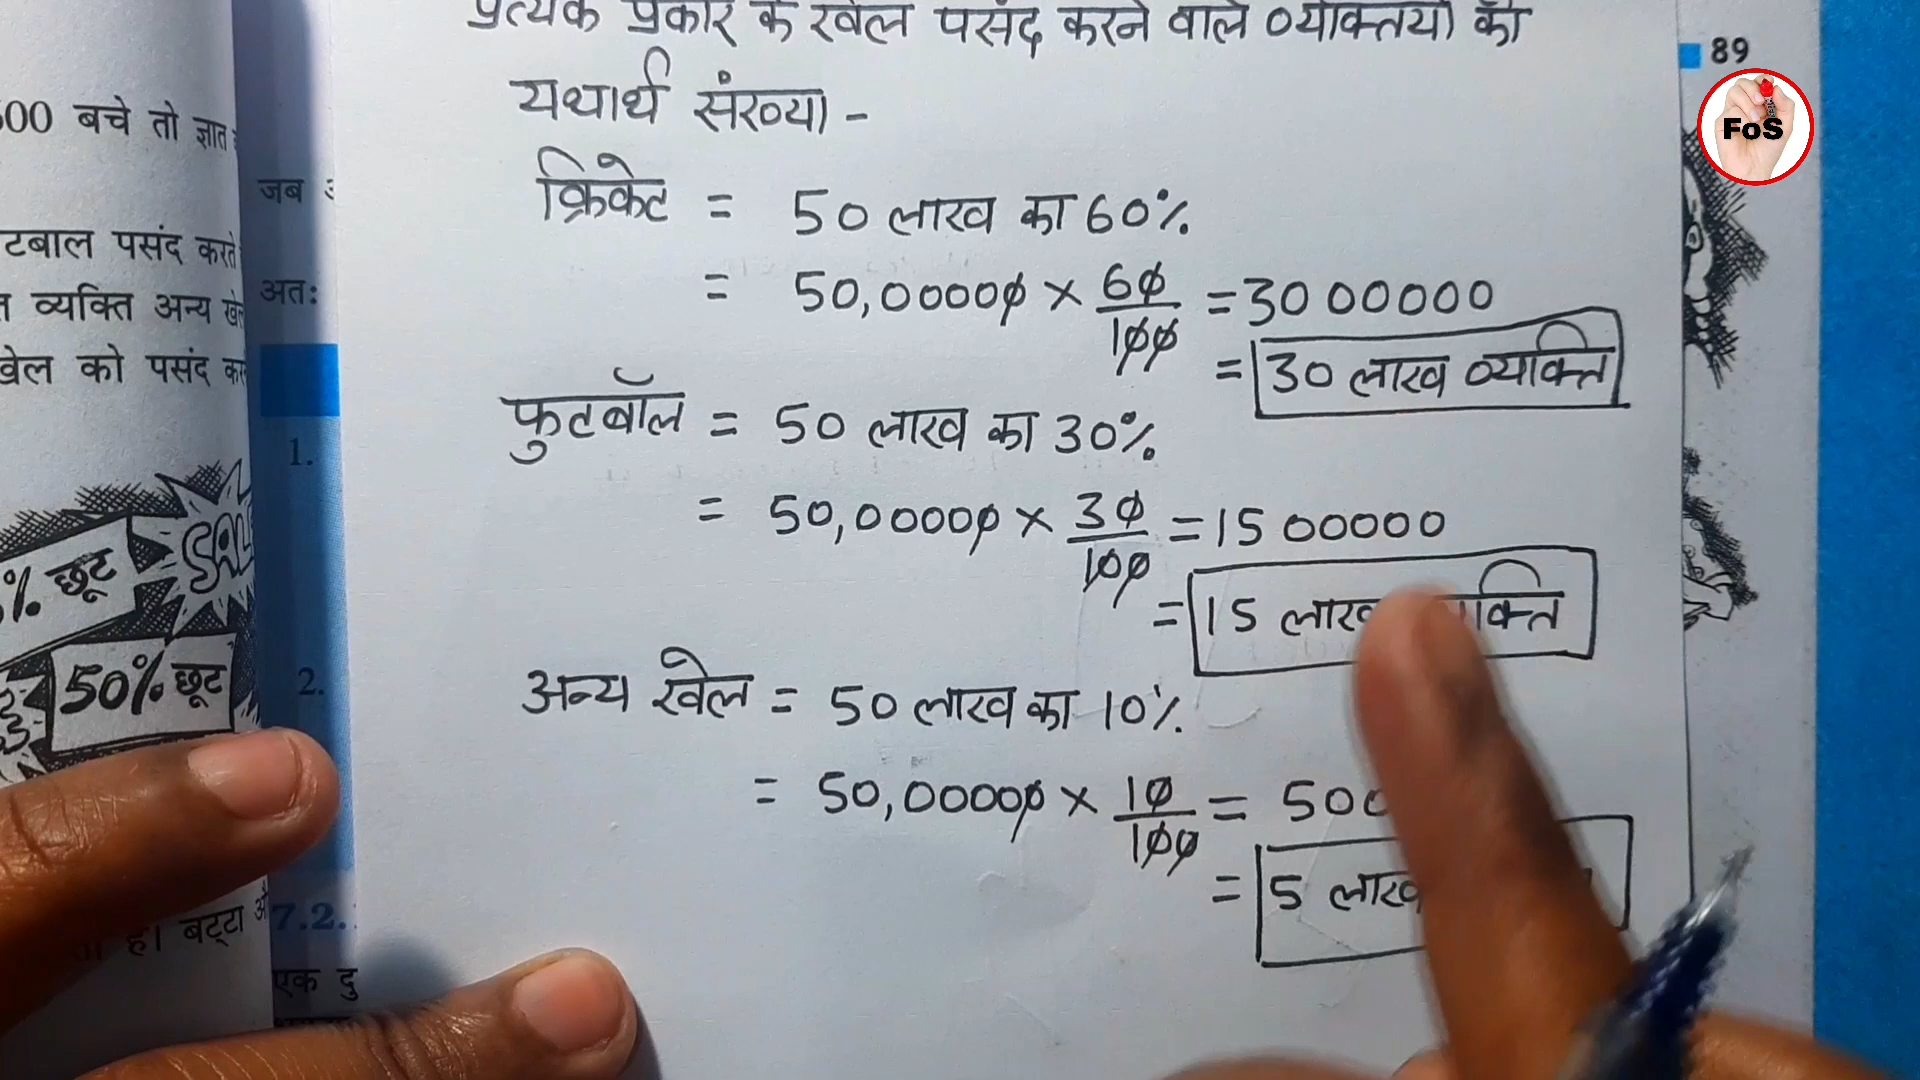 प्रत्येक प्रकार के खेल पसंद करने वाले व्यक्तियों की
यथार्थ संख्या -
क्रिकेट = 50 लाख का 60%
= 50,00000 × 60/100 = 3000000
= 30 लाख व्यक्ति
फुटबॉल = 50 लाख का 30%
= 50,00000 × 30/100 = 1500000
= 15 लाख
अन्य खेल = 50 लाख का 10%
= 50,00000 × 10/100 = 500
= 5 लाख
89
FoS
00 बचे तो ज्ञात
टबाल पसंद करते
व्यक्ति अन्य
खेल को पसंद
% छूट
SALE
50% छूट
है। बट्टा
जब
अतः
1.
2.
7.2.
एक दु